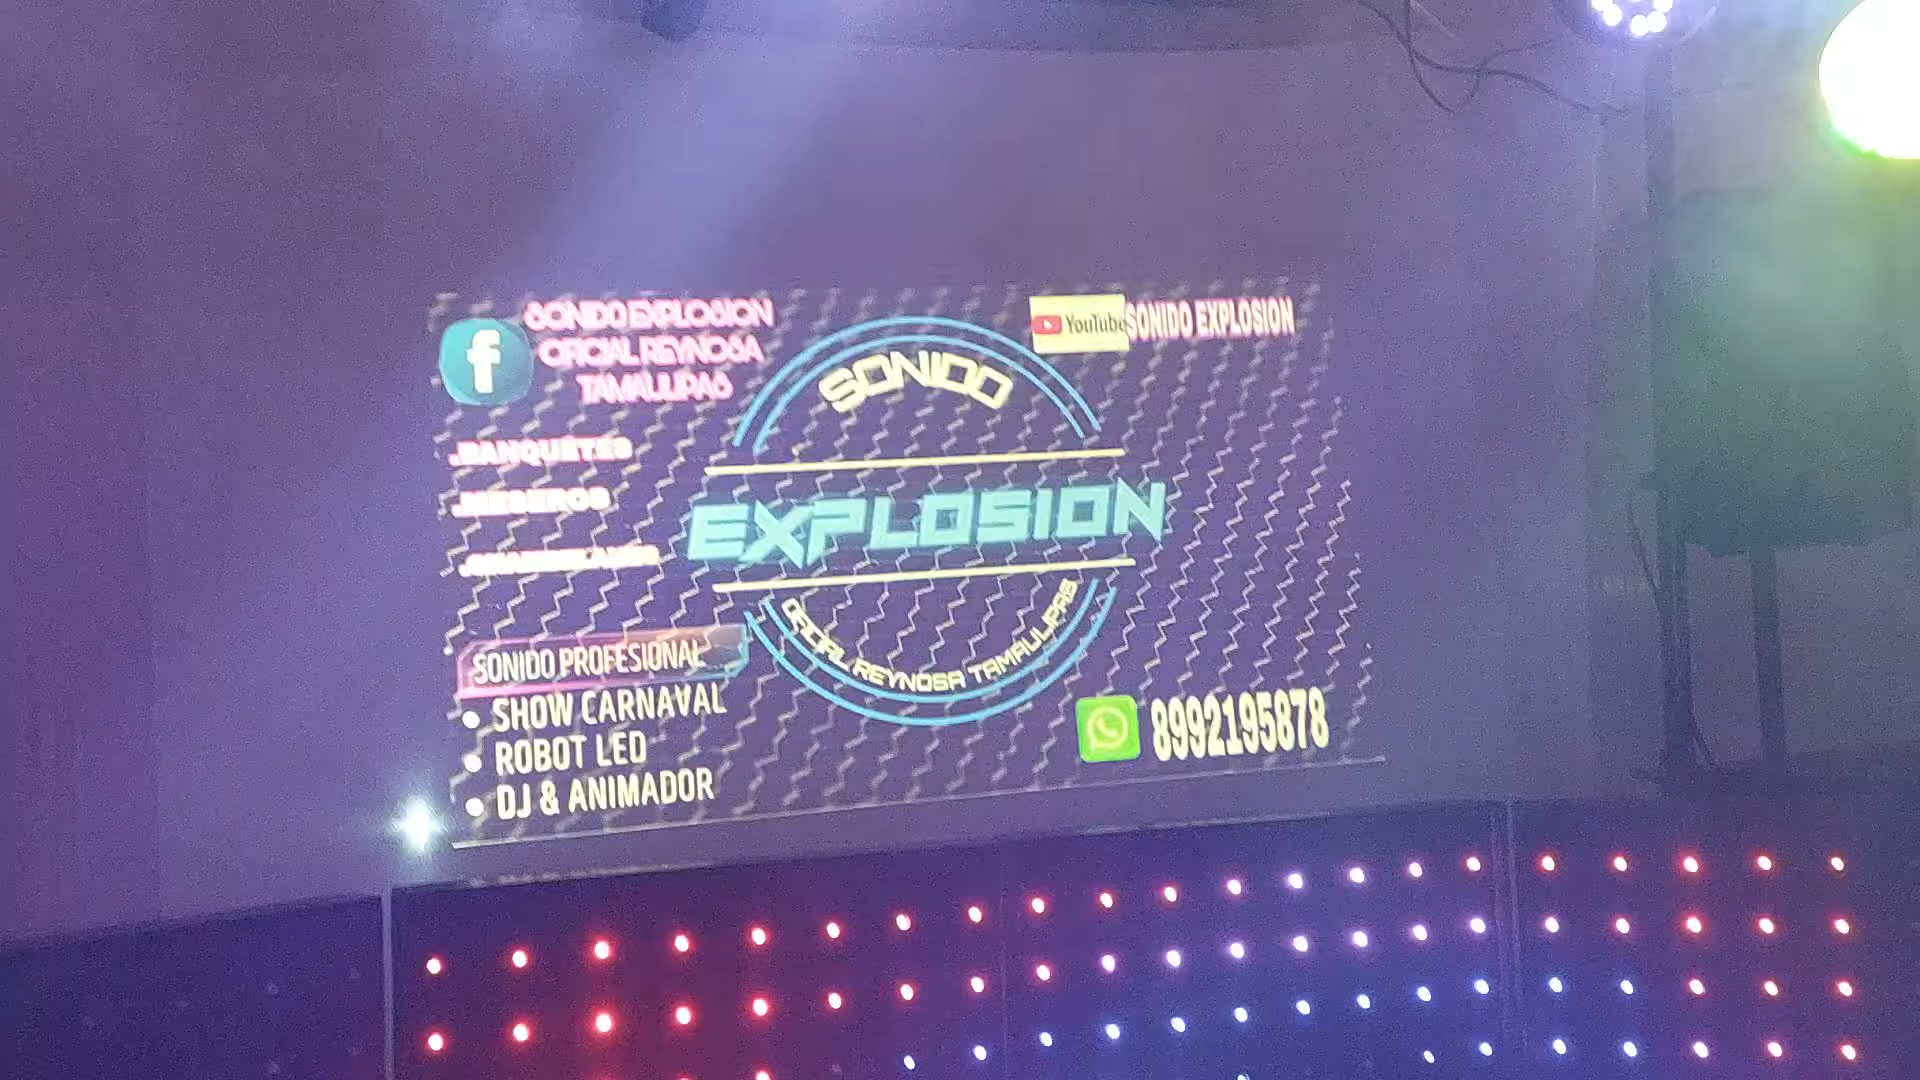 SONIDO EXPLOSION
OFICIAL REYNOSA
TAMAULIPAS
YouTube SONIDO EXPLOSION
SONIDO
EXPLOSION
OFICIAL REYNOSA TAMAULIPAS
.BANQUETES
.MESEROS
SONIDO PROFESIONAL
• SHOW CARNAVAL
• ROBOT LED
• DJ & ANIMADOR
8992195878